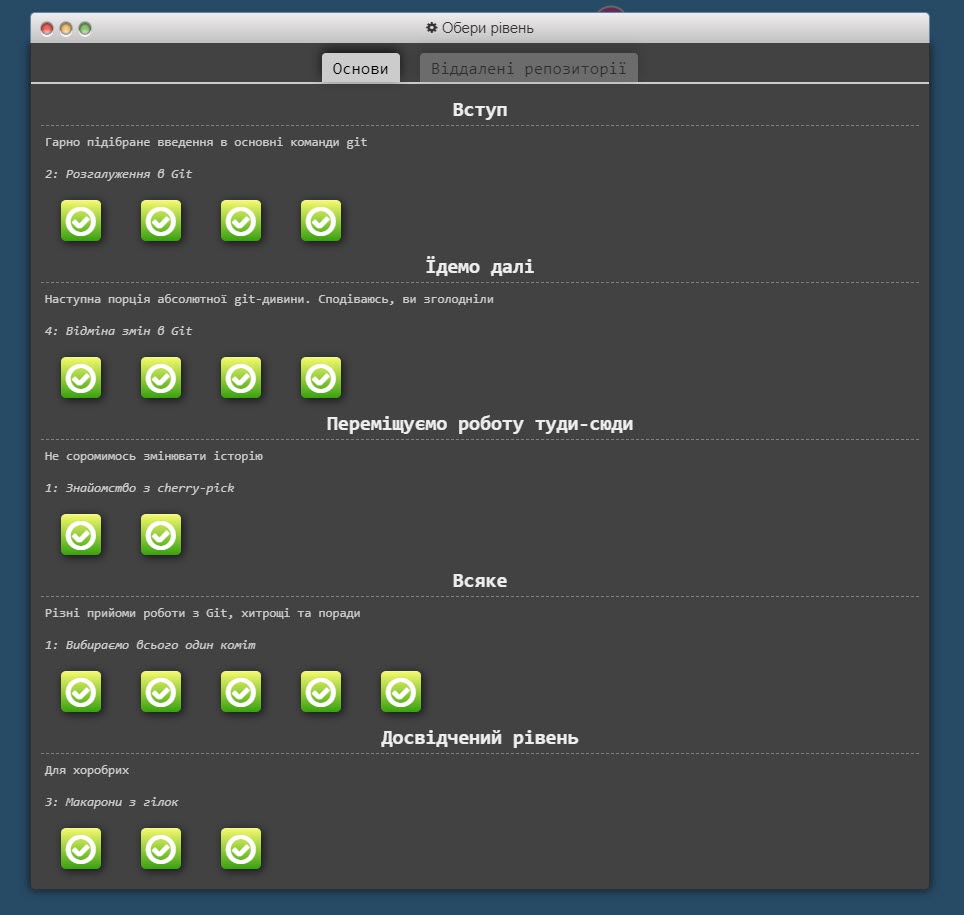 Обери рівень
Основи
Віддалені репозиторії
Вступ
Гарно підібране введення в основні команди git
2: Розгалуження в Git
Їдемо далі
Наступна порція абсолютної git-дивини. Сподіваюсь, ви зголодніли
4: Відміна змін в Git
Переміщуємо роботу туди-сюди
Не соромимось змінювати історію
1: Знайомство з cherry-pick
Всяке
Різні прийоми роботи з Git, хитрощі та поради
1: Вибираємо всього один коміт
Досвідчений рівень
Для хоробрих
3: Макарони з гілок